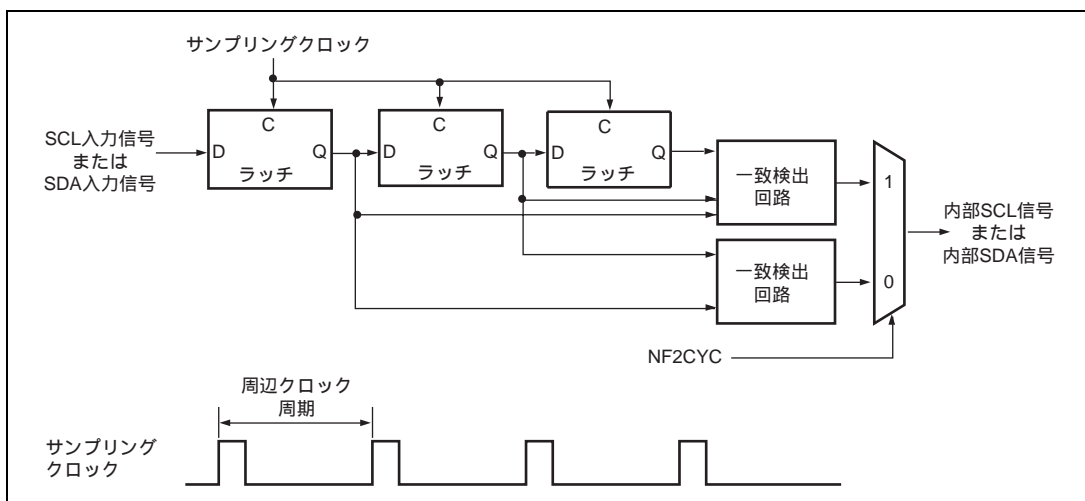 サンプリングクロック
SCL入力信号
または
SDA入力信号
C
D
Q
ラッチ
C
D
Q
ラッチ
C
D
Q
ラッチ
一致検出
回路
1
一致検出
回路
0
内部SCL信号
または
内部SDA信号
NF2CYC
周辺クロック
周期
サンプリング
クロック